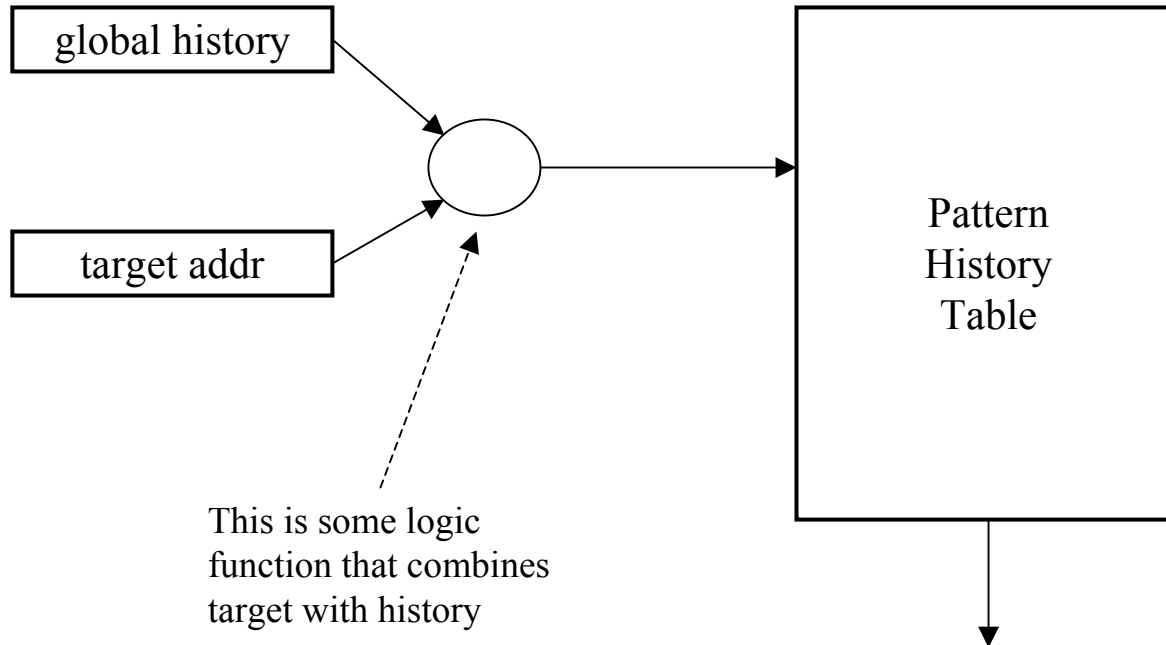 global history
target addr
Pattern
History
Table
This is some logic
function that combines
target with history